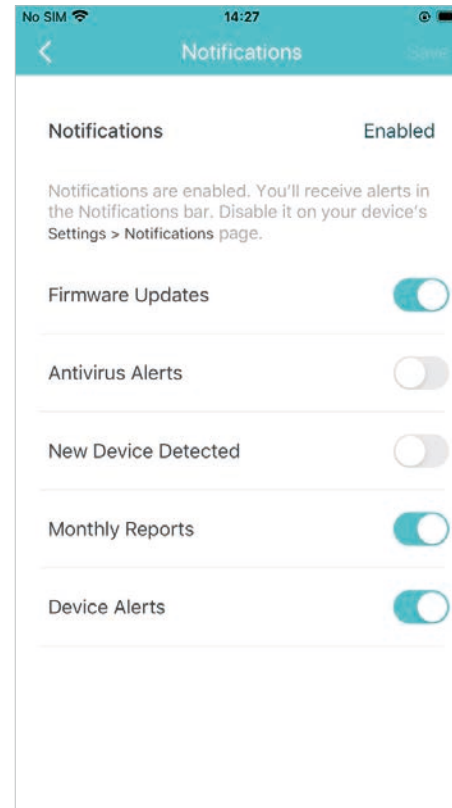 No SIM 14:27
Notifications Save
Notifications Enabled
Notifications are enabled. You'll receive alerts in
the Notifications bar. Disable it on your device's
Settings > Notifications page.
Firmware Updates
Antivirus Alerts
New Device Detected
Monthly Reports
Device Alerts